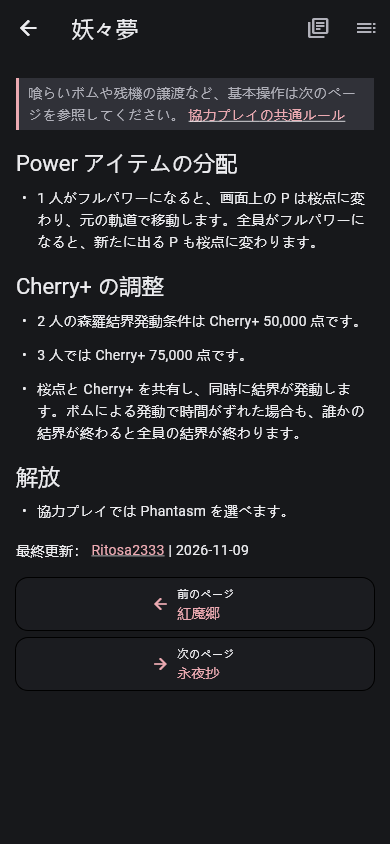 妖々夢
喰らいボムや残機の譲渡など、基本操作は次のペー
ジを参照してください。 協力プレイの共通ルール
Power アイテムの分配
・ 1 人がフルパワーになると、画面上の P は桜点に変
わり、元の軌道で移動します。全員がフルパワーに
なると、新たに出る P も桜点に変わります。
Cherry+ の調整
・ 2 人の森羅結界発動条件は Cherry+ 50,000 点です。
・ 3 人では Cherry+ 75,000 点です。
・ 桜点と Cherry+ を共有し、同時に結界が発動しま
す。ボムによる発動で時間がずれた場合も、誰かの
結界が終わると全員の結界が終わります。
解放
・ 協力プレイでは Phantasm を選べます。
最終更新： Ritosa2333 | 2026-11-09
前のページ
紅魔郷
次のページ
永夜抄